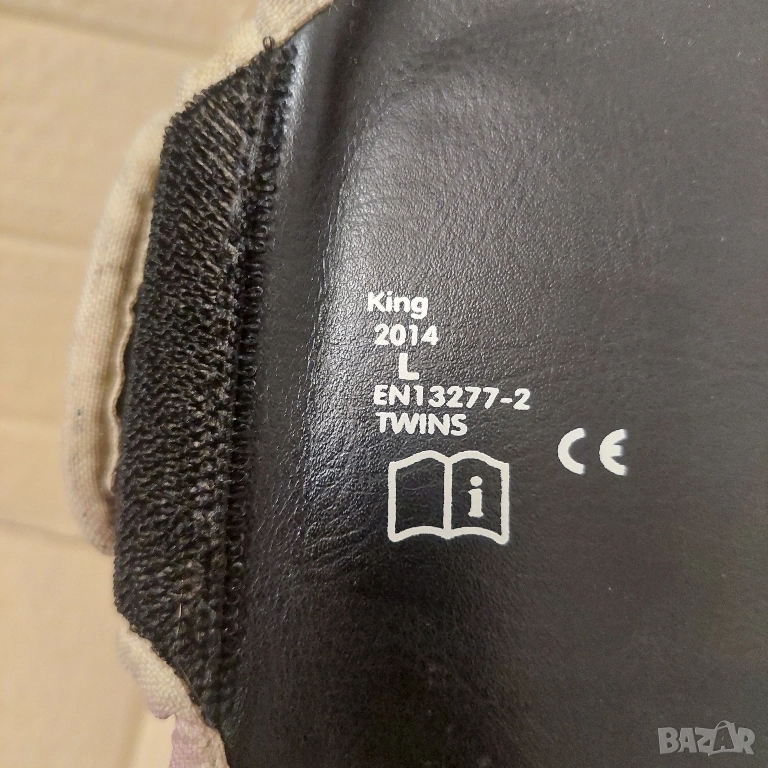 King
2014
L
EN13277-2
TWINS
i
CE
BAZAR